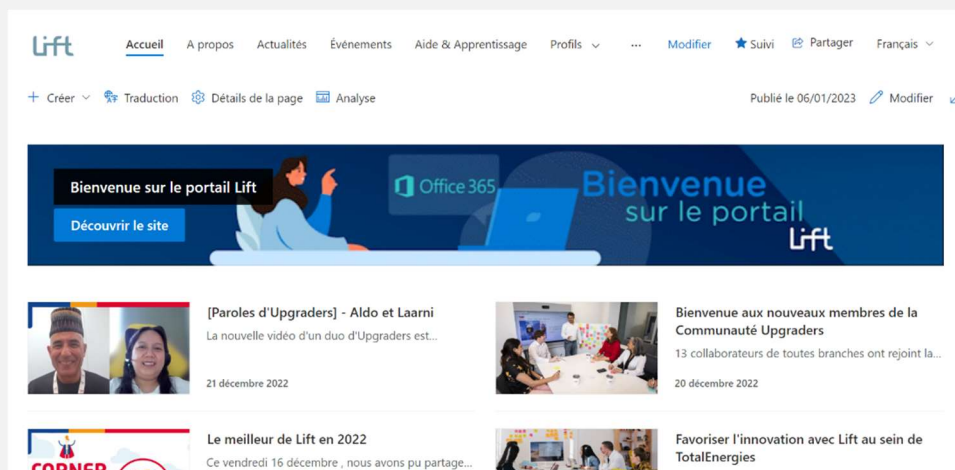 Lift
Accueil A propos Actualités Événements Aide & Apprentissage Profils ... Modifier Suivi Partager Français
Créer Traduction Détails de la page Analyse Publié le 06/01/2023 Modifier
Bienvenue sur le portail Lift
Découvrir le site
Office 365
Bienvenue
sur le portail
Lift
[Paroles d'Upgraders] - Aldo et Laarni
La nouvelle vidéo d'un duo d'Upgraders est...
21 décembre 2022
Bienvenue aux nouveaux membres de la
Communauté Upgraders
13 collaborateurs de toutes branches ont rejoint la...
20 décembre 2022
CORNER
Le meilleur de Lift en 2022
Ce vendredi 16 décembre , nous avons pu partage...
Favoriser l'innovation avec Lift au sein de
TotalEnergies